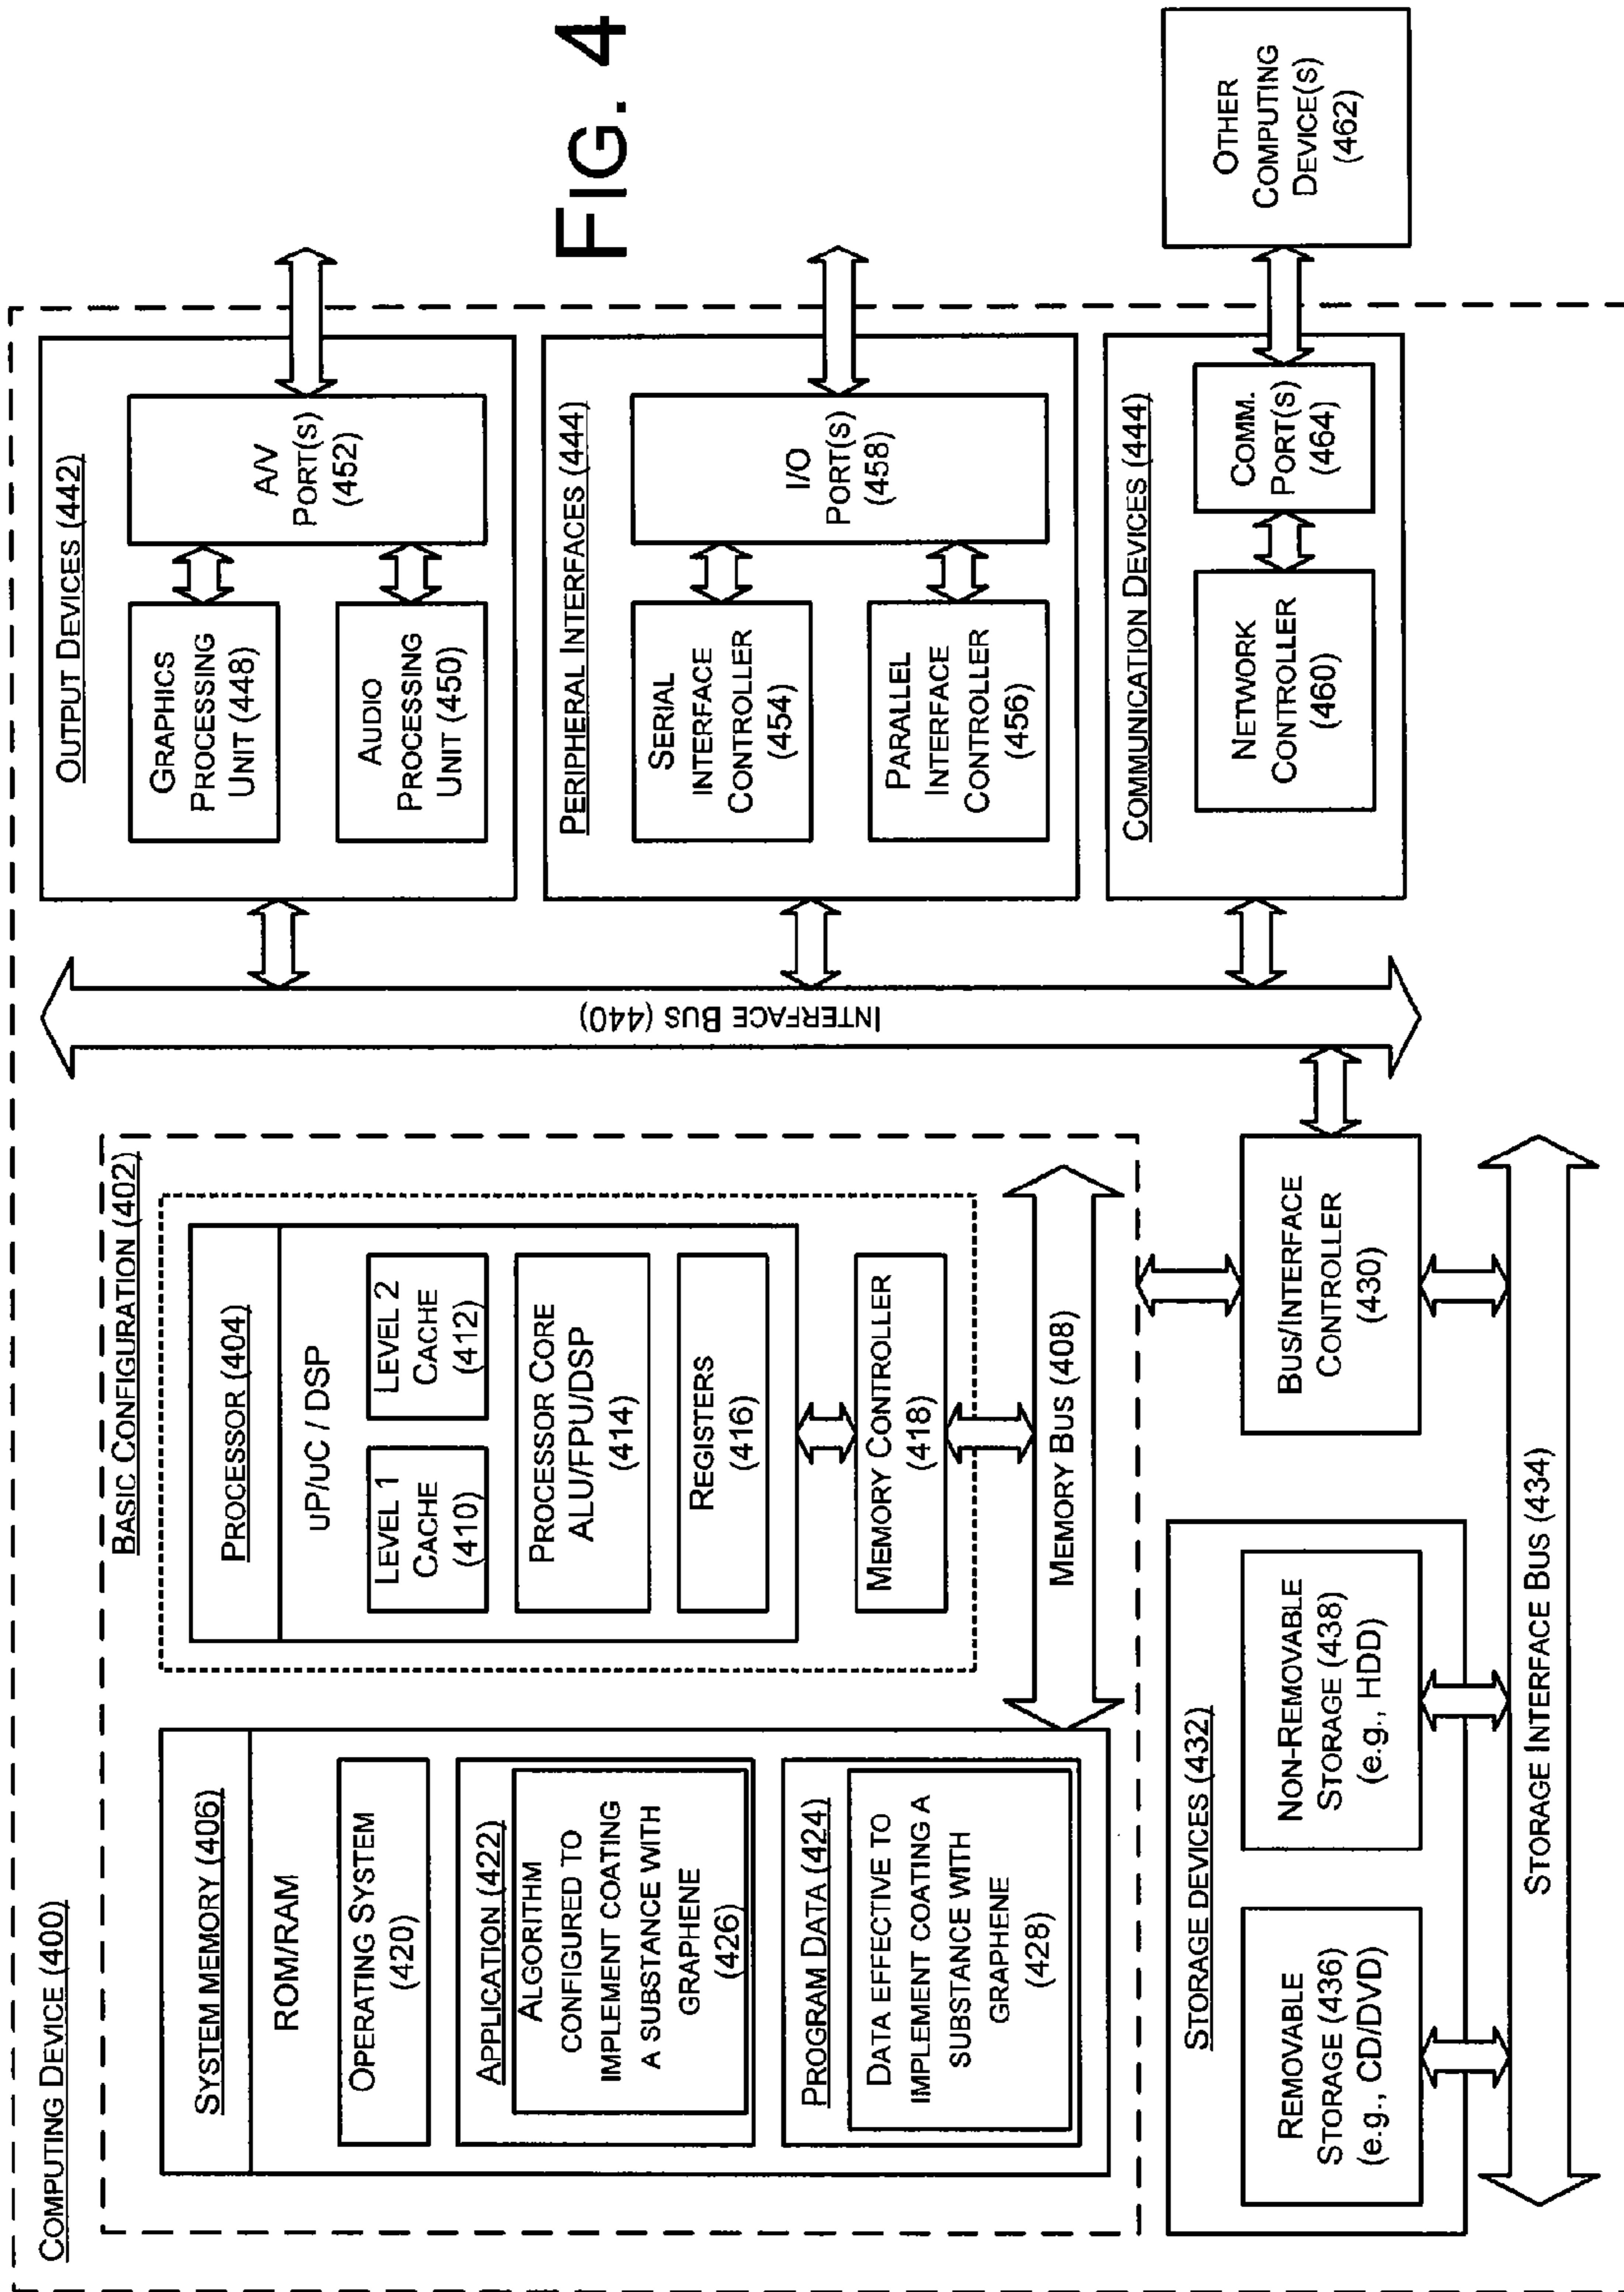 COMPUTING DEVICE (400)
BASIC CONFIGURATION (402)
SYSTEM MEMORY (406)
ROM/RAM
OPERATING SYSTEM
(420)
APPLICATION (422)
ALGORITHM
CONFIGURED TO
IMPLEMENT COATING
A SUBSTANCE WITH
GRAPHENE
(426)
PROGRAM DATA (424)
DATA EFFECTIVE TO
IMPLEMENT COATING A
SUBSTANCE WITH
GRAPHENE
(428)
PROCESSOR (404)
uP/uC / DSP
LEVEL 1
CACHE
(410)
LEVEL 2
CACHE
(412)
PROCESSOR CORE
ALU/FPU/DSP
(414)
REGISTERS
(416)
MEMORY CONTROLLER
(418)
MEMORY BUS (408)
STORAGE DEVICES (432)
REMOVABLE
STORAGE (436)
(e.g., CD/DVD)
NON-REMOVABLE
STORAGE (438)
(e.g., HDD)
BUS/INTERFACE
CONTROLLER
(430)
STORAGE INTERFACE BUS (434)
INTERFACE BUS (440)
OUTPUT DEVICES (442)
GRAPHICS
PROCESSING
UNIT (448)
AUDIO
PROCESSING
UNIT (450)
A/V
PORT(S)
(452)
PERIPHERAL INTERFACES (444)
SERIAL
INTERFACE
CONTROLLER
(454)
PARALLEL
INTERFACE
CONTROLLER
(456)
I/O
PORT(S)
(458)
COMMUNICATION DEVICES (444)
NETWORK
CONTROLLER
(460)
COMM.
PORT(S)
(464)
OTHER
COMPUTING
DEVICE(S)
(462)
FIG. 4